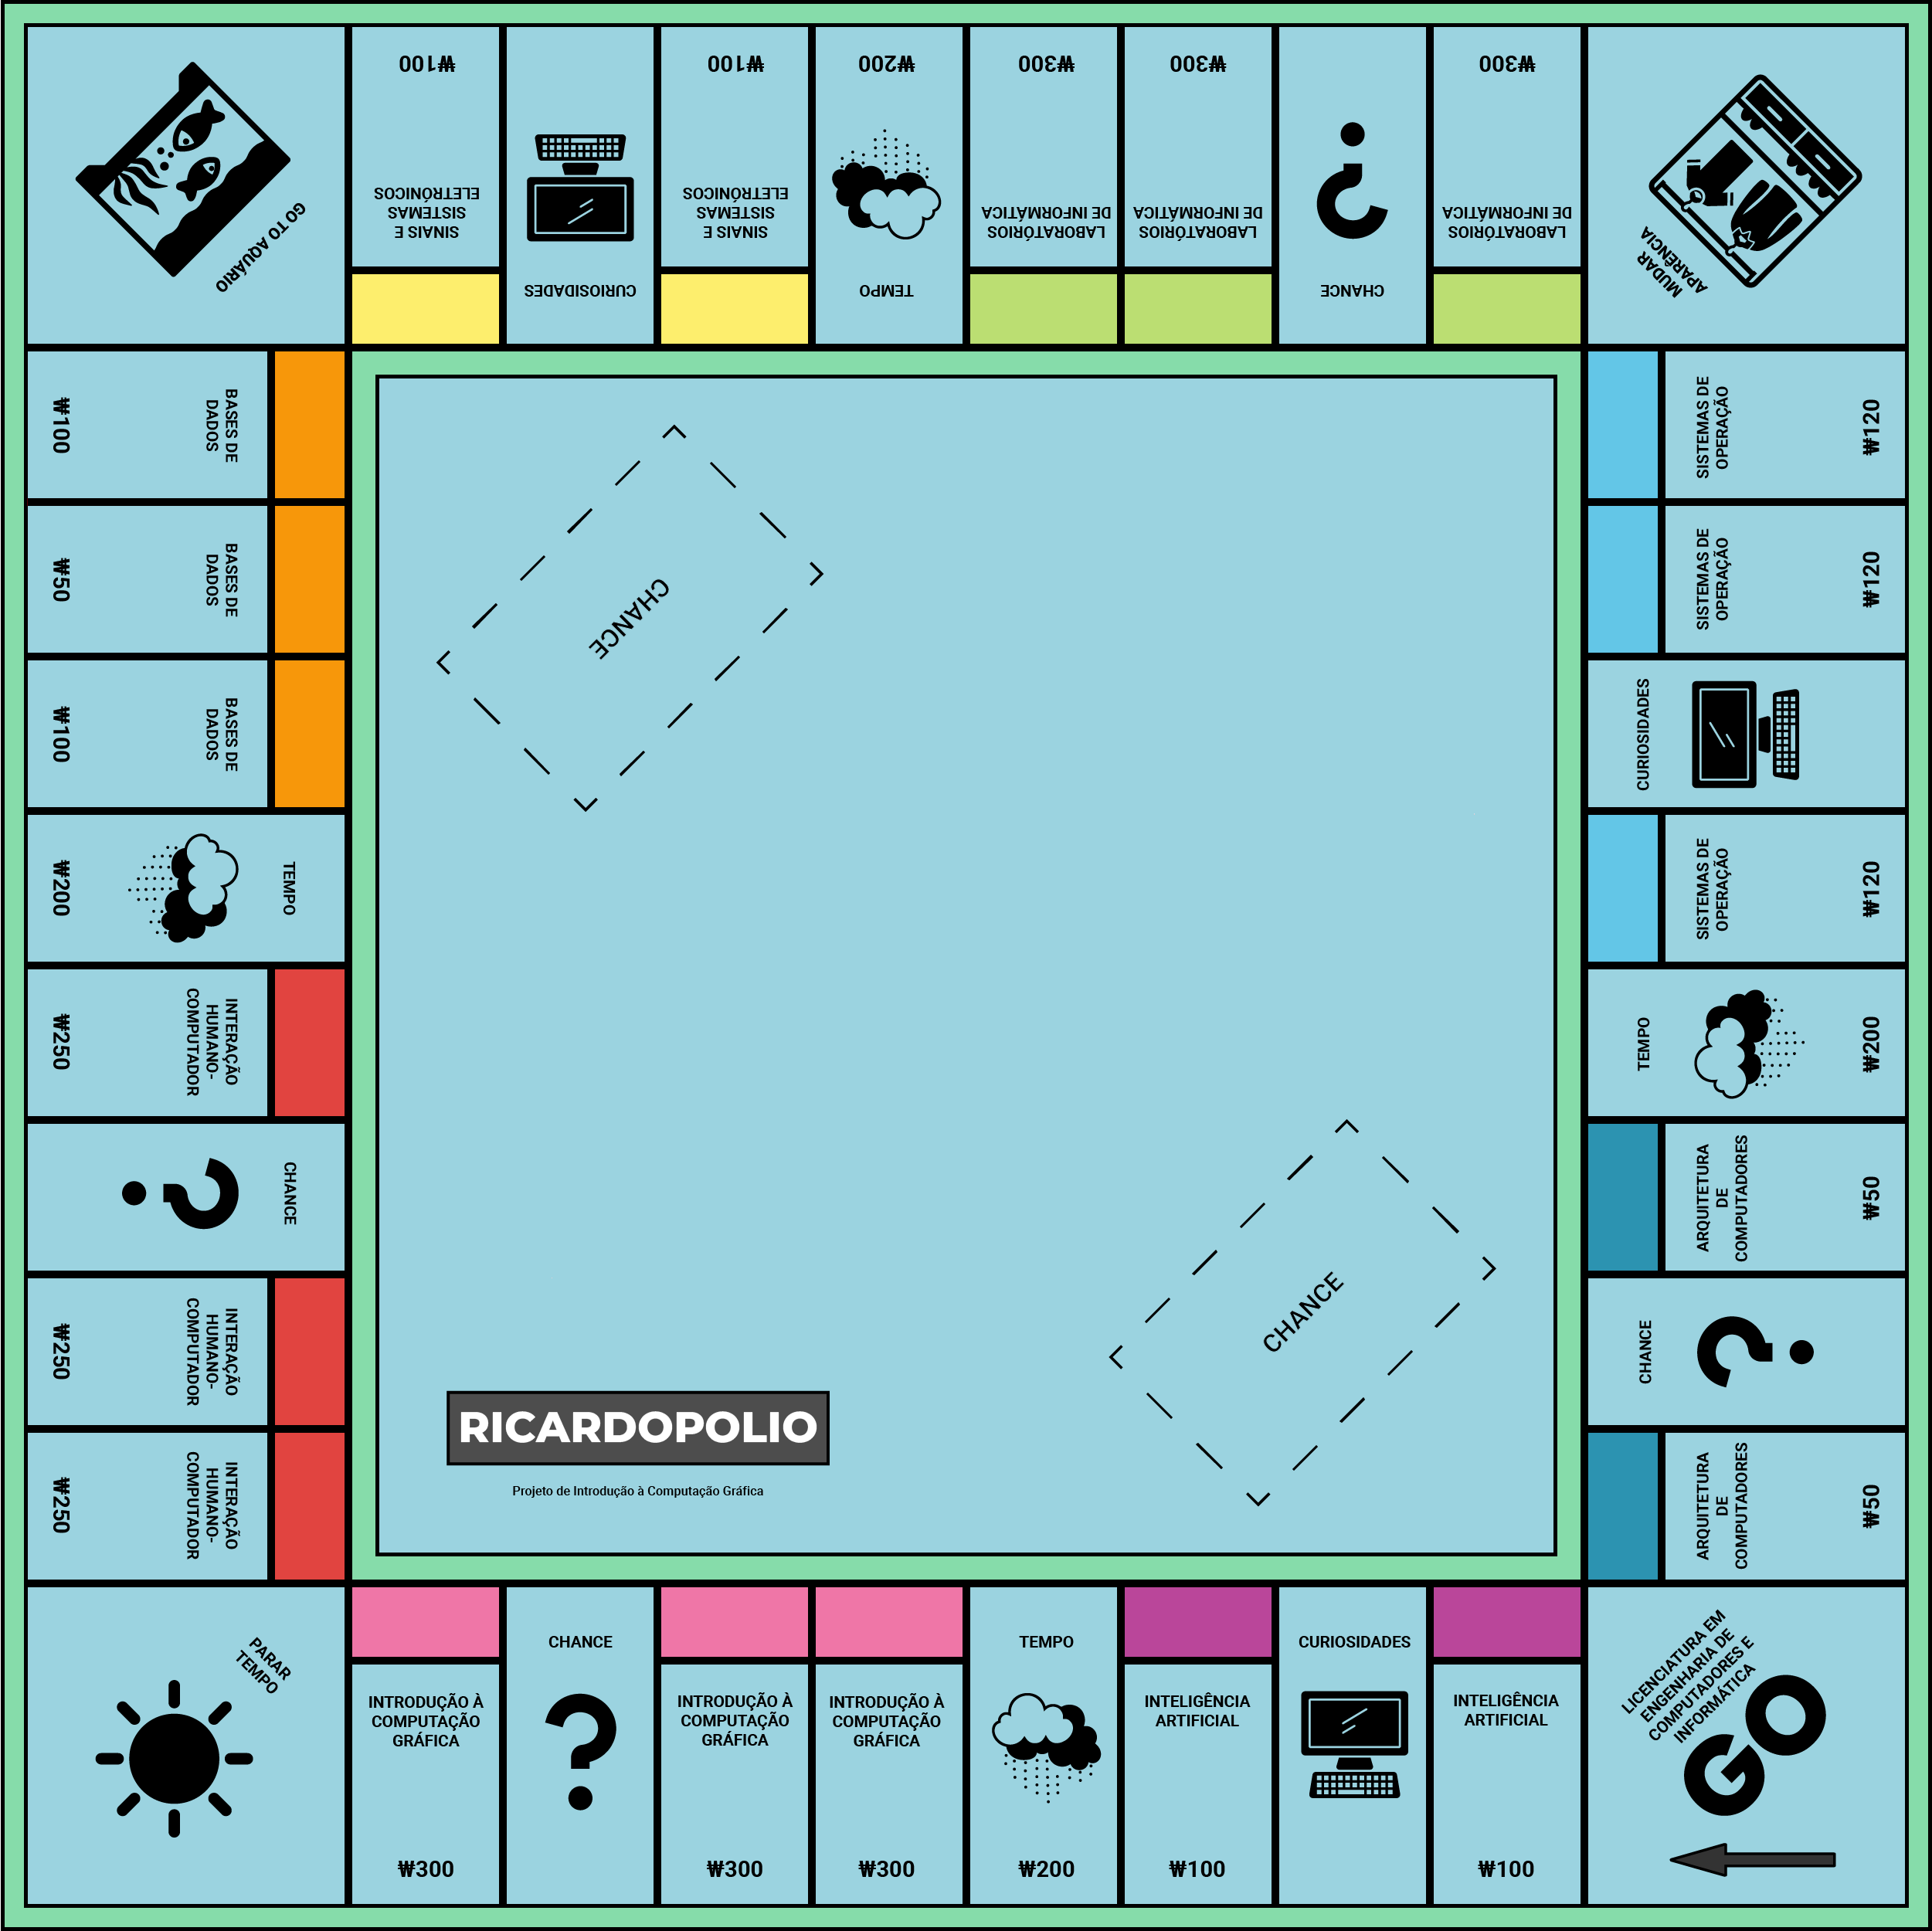 ₩100
SINAIS E
SISTEMAS
ELETRÓNICOS
CURIOSIDADES
₩100
SINAIS E
SISTEMAS
ELETRÓNICOS
₩200
TEMPO
₩300
LABORATÓRIOS
DE INFORMÁTICA
₩300
LABORATÓRIOS
DE INFORMÁTICA
CHANCE
₩300
LABORATÓRIOS
DE INFORMÁTICA
GO TO AQUÁRIO
MUDAR
APARÊNCIA
BASES DE
DADOS
₩100
BASES DE
DADOS
₩50
BASES DE
DADOS
₩100
TEMPO
₩200
INTERAÇÃO
HUMANO-
COMPUTADOR
₩250
CHANCE
INTERAÇÃO
HUMANO-
COMPUTADOR
₩250
INTERAÇÃO
HUMANO-
COMPUTADOR
₩250
CHANCE
CHANCE
RICARDOPOLIO
Projeto de Introdução à Computação Gráfica
SISTEMAS DE
OPERAÇÃO
₩120
SISTEMAS DE
OPERAÇÃO
₩120
CURIOSIDADES
SISTEMAS DE
OPERAÇÃO
₩120
TEMPO
₩200
ARQUITETURA
DE
COMPUTADORES
₩50
CHANCE
ARQUITETURA
DE
COMPUTADORES
₩50
PARAR
TEMPO
INTRODUÇÃO À
COMPUTAÇÃO
GRÁFICA
₩300
CHANCE
INTRODUÇÃO À
COMPUTAÇÃO
GRÁFICA
₩300
INTRODUÇÃO À
COMPUTAÇÃO
GRÁFICA
₩300
TEMPO
₩200
INTELIGÊNCIA
ARTIFICIAL
₩100
CURIOSIDADES
INTELIGÊNCIA
ARTIFICIAL
₩100
LICENCIATURA EM
ENGENHARIA DE
COMPUTADORES E
INFORMÁTICA
GO